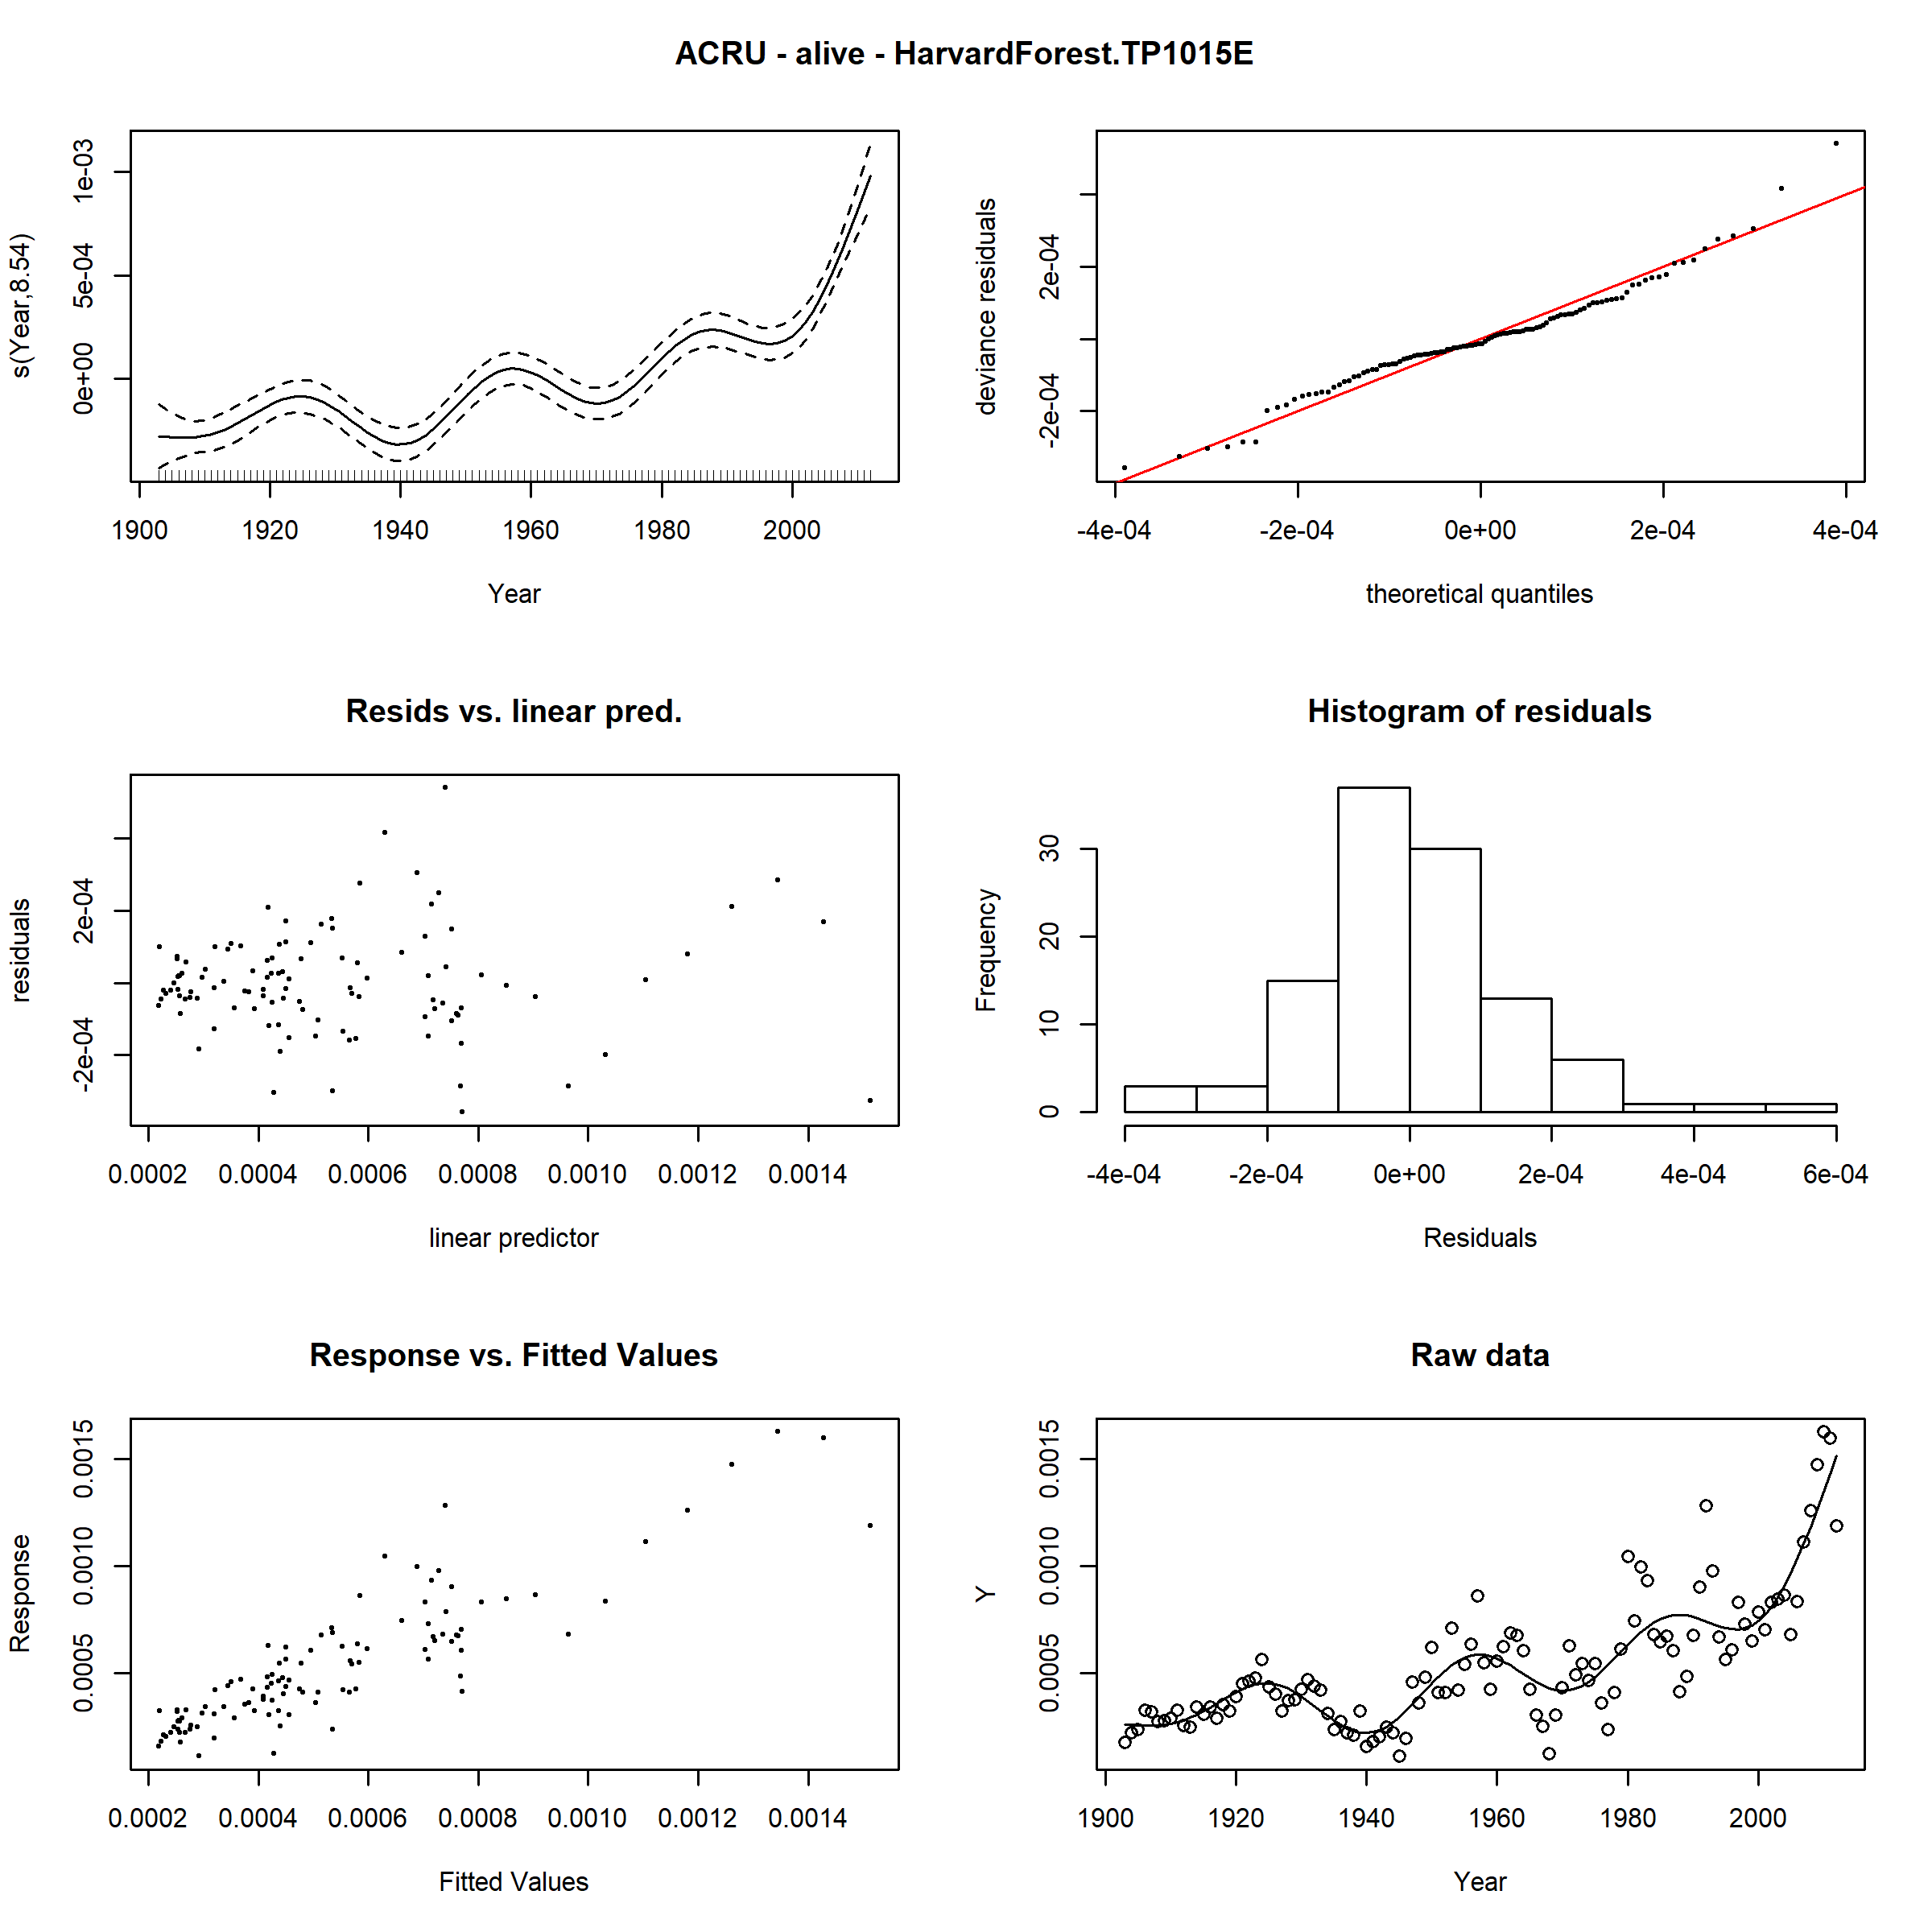 ACRU - alive - HarvardForest.TP1015E
s(Year,8.54)
0e+00 5e-04 1e-03
1900 1920 1940 1960 1980 2000
Year
deviance residuals
-2e-04 2e-04
-4e-04 -2e-04 0e+00 2e-04 4e-04
theoretical quantiles
Resids vs. linear pred.
residuals
-2e-04 2e-04
0.0002 0.0004 0.0006 0.0008 0.0010 0.0012 0.0014
linear predictor
Histogram of residuals
Frequency
0 10 20 30
-4e-04 -2e-04 0e+00 2e-04 4e-04 6e-04
Residuals
Response vs. Fitted Values
Response
0.0005 0.0010 0.0015
0.0002 0.0004 0.0006 0.0008 0.0010 0.0012 0.0014
Fitted Values
Raw data
Y
0.0005 0.0010 0.0015
1900 1920 1940 1960 1980 2000
Year